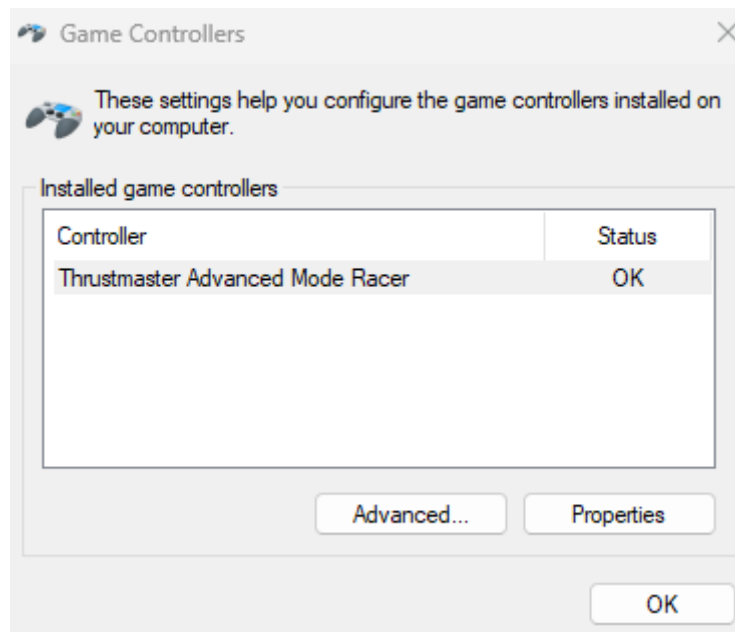 Game Controllers
These settings help you configure the game controllers installed on
your computer.
Installed game controllers
Controller Status
Thrustmaster Advanced Mode Racer OK
Advanced... Properties
OK